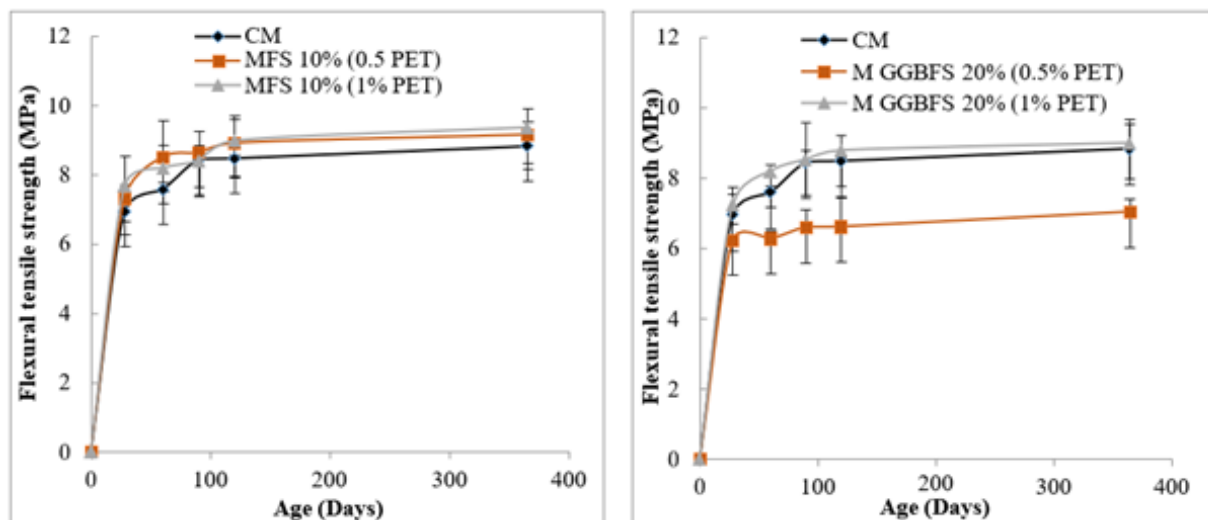 CM
MFS 10% (0.5 PET)
MFS 10% (1% PET)
Flexural tensile strength (MPa)
12
10
8
6
4
2
0
0 100 200 300 400
Age (Days)
CM
M GGBFS 20% (0.5% PET)
M GGBFS 20% (1% PET)
Flexural tensile strength (MPa)
12
10
8
6
4
2
0
0 100 200 300 400
Age (Days)